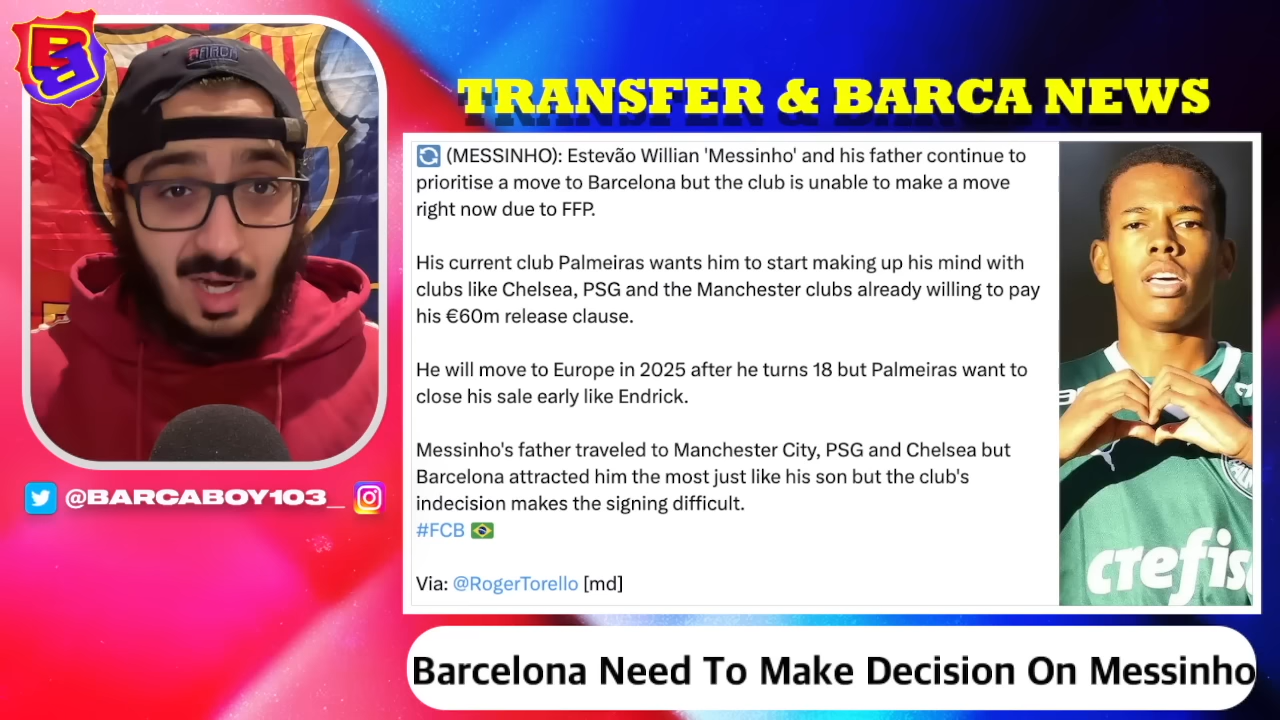 BARCA
TRANSFER & BARCA NEWS
🔄 (MESSINHO): Estevão Willian 'Messinho' and his father continue to
prioritise a move to Barcelona but the club is unable to make a move
right now due to FFP.
His current club Palmeiras wants him to start making up his mind with
clubs like Chelsea, PSG and the Manchester clubs already willing to pay
his €60m release clause.
He will move to Europe in 2025 after he turns 18 but Palmeiras want to
close his sale early like Endrick.
Messinho's father traveled to Manchester City, PSG and Chelsea but
Barcelona attracted him the most just like his son but the club's
indecision makes the signing difficult.
#FCB 🇧🇷
Via: @RogerTorello [md]
crefis
@BARCABOY103_
Barcelona Need To Make Decision On Messinho